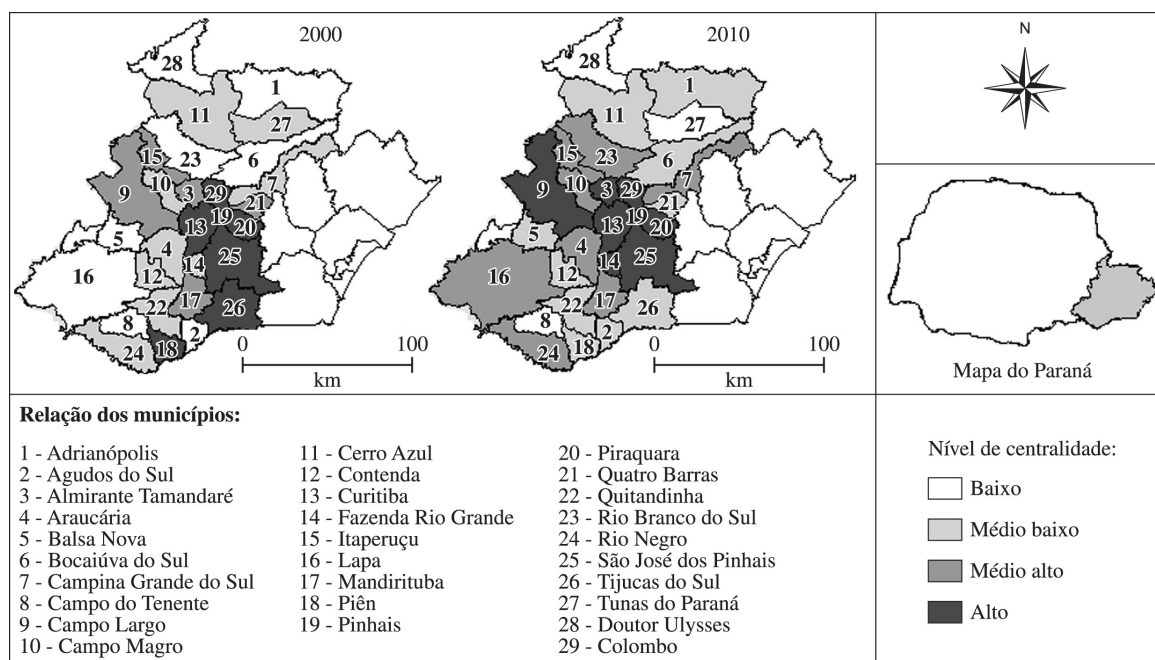 2000
28
1
11
27
23
6
15
10
9
3
29
7
21
19
13
20
5
4
25
16
12
14
22
17
26
8
2
24
18
0
100
km
2010
28
1
11
27
23
6
15
10
9
3
29
7
21
19
13
20
5
4
25
16
12
14
22
17
26
8
2
24
18
0
100
km
N
Mapa do Paraná
Relação dos municípios:
1 - Adrianópolis
2 - Agudos do Sul
3 - Almirante Tamandaré
4 - Araucária
5 - Balsa Nova
6 - Bocaiúva do Sul
7 - Campina Grande do Sul
8 - Campo do Tenente
9 - Campo Largo
10 - Campo Magro
11 - Cerro Azul
12 - Contenda
13 - Curitiba
14 - Fazenda Rio Grande
15 - Itaperuçu
16 - Lapa
17 - Mandirituba
18 - Piên
19 - Pinhais
20 - Piraquara
21 - Quatro Barras
22 - Quitandinha
23 - Rio Branco do Sul
24 - Rio Negro
25 - São José dos Pinhais
26 - Tijucas do Sul
27 - Tunas do Paraná
28 - Doutor Ulysses
29 - Colombo
Nível de centralidade:
Baixo
Médio baixo
Médio alto
Alto